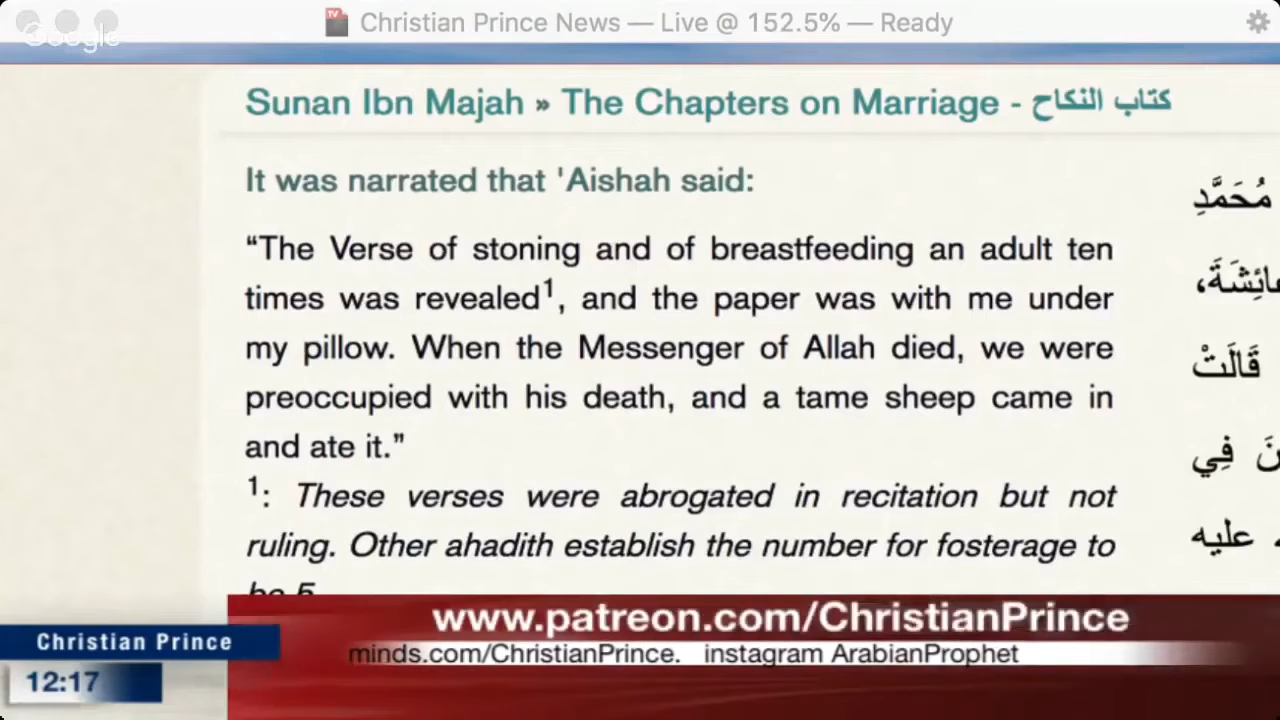 Christian Prince News — Live @ 152.5% — Ready
Google
Sunan Ibn Majah » The Chapters on Marriage - كتاب النكاح
It was narrated that 'Aishah said:
“The Verse of stoning and of breastfeeding an adult ten
times was revealed¹, and the paper was with me under
my pillow. When the Messenger of Allah died, we were
preoccupied with his death, and a tame sheep came in
and ate it.”
¹: These verses were abrogated in recitation but not
ruling. Other ahadith establish the number for fosterage to
be 5
مُحَمَّدِ
قَالَتْ
فِي
عليه
www.patreon.com/ChristianPrince
minds.com/ChristianPrince. instagram ArabianProphet
Christian Prince
12:17